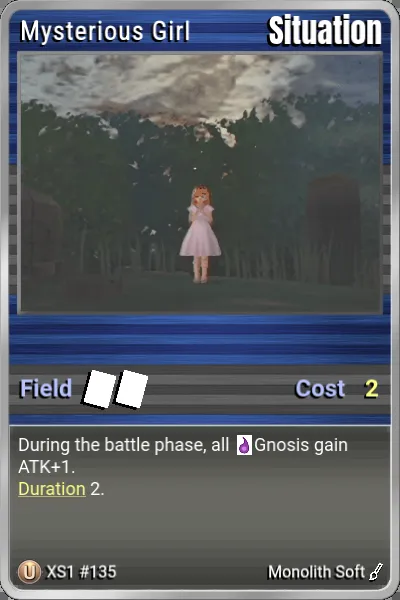 Mysterious Girl Situation
Field Cost 2
During the battle phase, all Gnosis gain
ATK+1.
Duration 2.
U XS1 #135 Monolith Soft